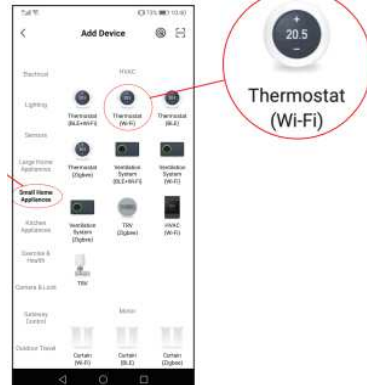 10:40
Add Device
Electrical
HVAC
Lighting
Thermostat
(BLE+Wi-Fi)
Thermostat
(Wi-Fi)
Thermostat
(BLE)
Sensors
Large Home
Appliances
Thermostat
(Zigbee)
Ventilation
System
(BLE+Wi-Fi)
Ventilation
System
(Wi-Fi)
Small Home
Appliances
Kitchen
Appliances
Ventilation
System
(Zigbee)
TRV
(Zigbee)
HVAC
(Wi-Fi)
Exercise &
Health
TRV
Camera & Lock
Gateway
Control
Motor
Outdoor Travel
Curtain
(Wi-Fi)
Curtain
(BLE)
Curtain
(Zigbee)
+
20.5
−
Thermostat
(Wi-Fi)